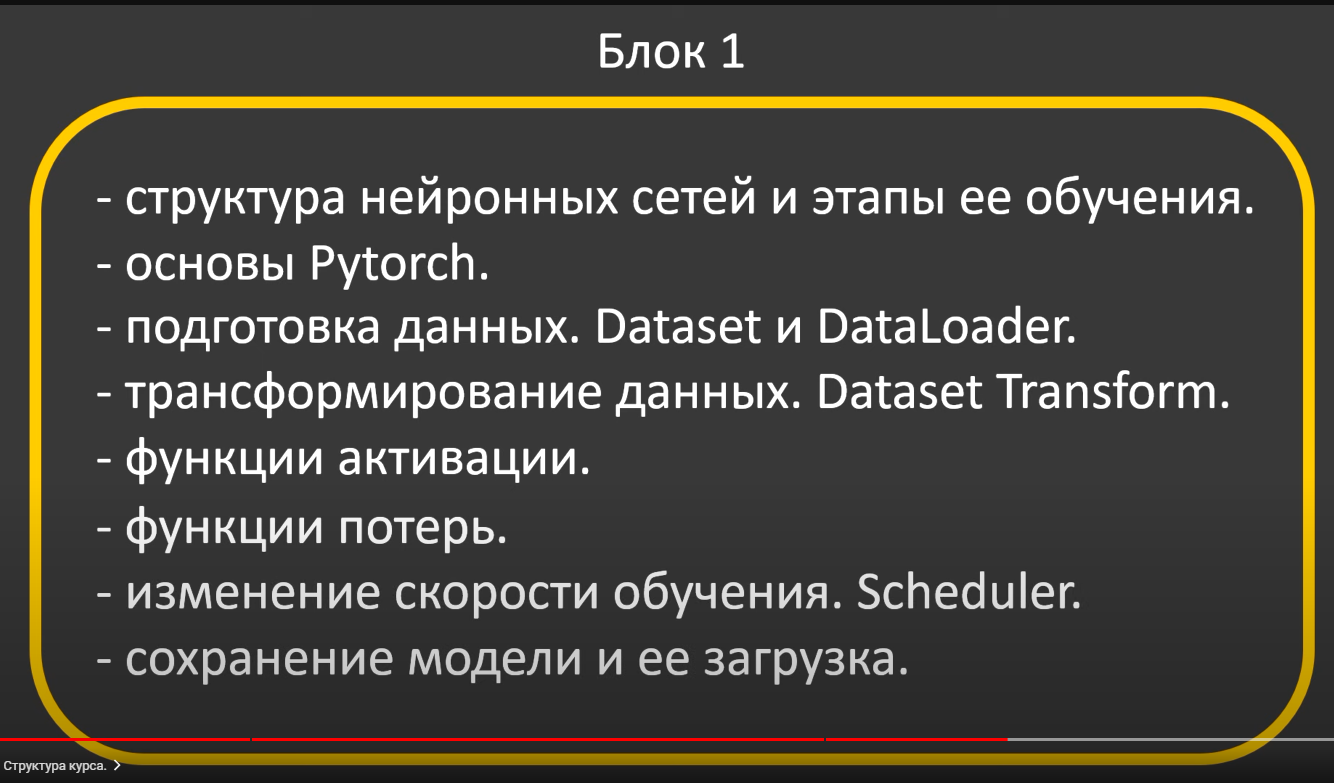 Блок 1
- структура нейронных сетей и этапы ее обучения.
- основы Pytorch.
- подготовка данных. Dataset и DataLoader.
- трансформирование данных. Dataset Transform.
- функции активации.
- функции потерь.
- изменение скорости обучения. Scheduler.
- сохранение модели и ее загрузка.
Структура курса. >